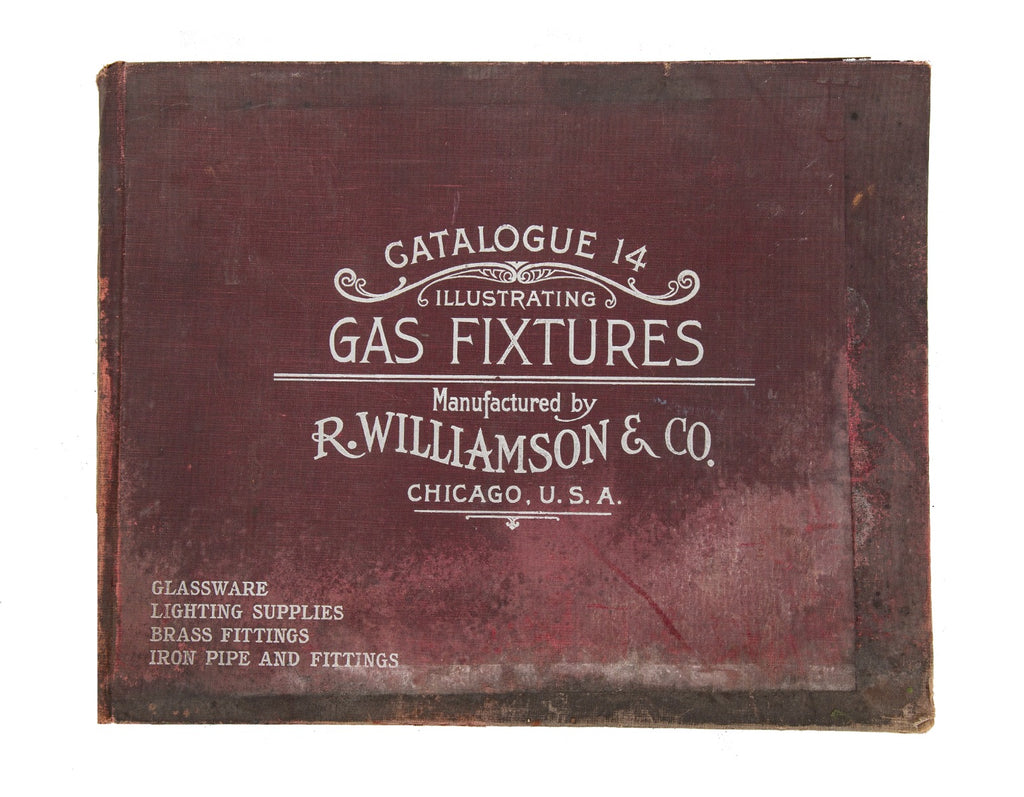 CATALOGUE 14
ILLUSTRATING
GAS FIXTURES
Manufactured by
R. WILLIAMSON & CO.
CHICAGO, U. S. A.
GLASSWARE
LIGHTING SUPPLIES
BRASS FITTINGS
IRON PIPE AND FITTINGS